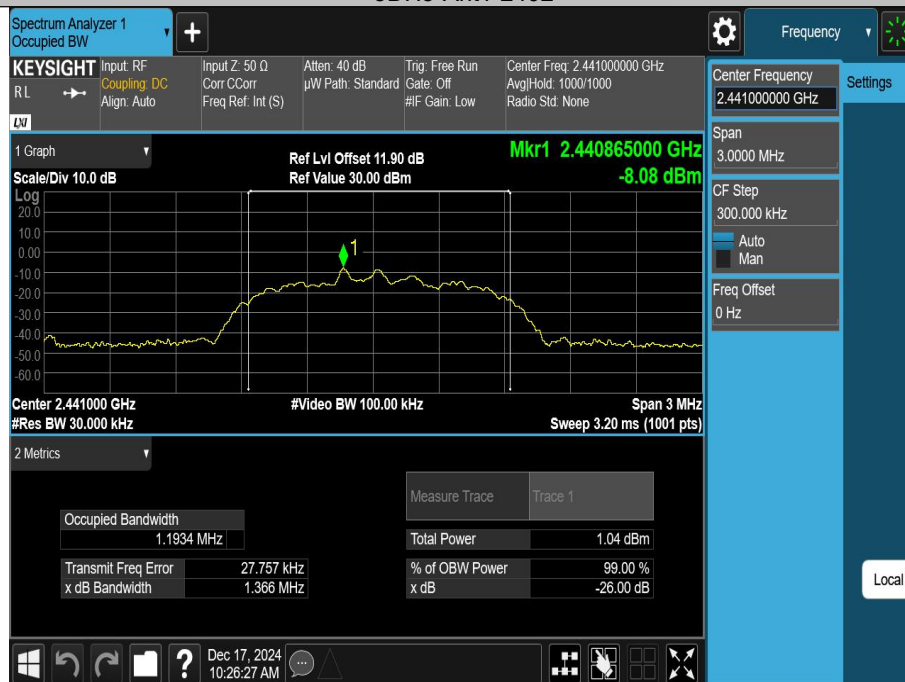 Spectrum Analyzer 1
Occupied BW
Frequency
KEYSIGHT
RL
LXI
Input: RF
Coupling: DC
Align: Auto
Input Z: 50 Ω
Corr CCorr
Freq Ref: Int (S)
Atten: 40 dB
µW Path: Standard
Trig: Free Run
Gate: Off
#IF Gain: Low
Center Freq: 2.441000000 GHz
Avg|Hold: 1000/1000
Radio Std: None
Center Frequency
2.441000000 GHz
Settings
Span
3.0000 MHz
CF Step
300.000 kHz
Auto
Man
Freq Offset
0 Hz
Local
1 Graph
Scale/Div 10.0 dB
Ref Lvl Offset 11.90 dB
Ref Value 30.00 dBm
Mkr1 2.440865000 GHz
-8.08 dBm
Log
20.0
10.0
0.00
-10.0
-20.0
-30.0
-40.0
-50.0
-60.0
1
Center 2.441000 GHz
#Res BW 30.000 kHz
#Video BW 100.00 kHz
Span 3 MHz
Sweep 3.20 ms (1001 pts)
2 Metrics
Measure Trace Trace 1
Occupied Bandwidth
1.1934 MHz
Total Power 1.04 dBm
Transmit Freq Error 27.757 kHz
% of OBW Power 99.00 %
x dB Bandwidth 1.366 MHz
x dB -26.00 dB
?
Dec 17, 2024
10:26:27 AM